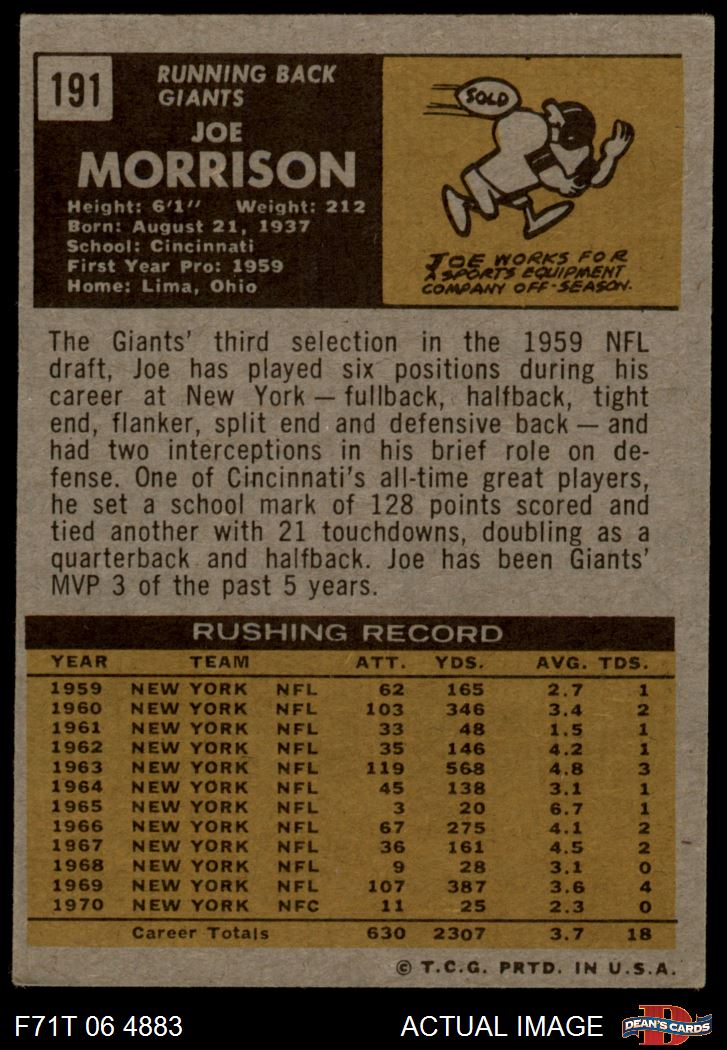 191
RUNNING BACK
GIANTS
JOE
MORRISON
Height: 6'1" Weight: 212
Born: August 21, 1937
School: Cincinnati
First Year Pro: 1959
Home: Lima, Ohio
SOLD
JOE WORKS FOR
A SPORTS EQUIPMENT
COMPANY OFF-SEASON.
The Giants' third selection in the 1959 NFL
draft, Joe has played six positions during his
career at New York — fullback, halfback, tight
end, flanker, split end and defensive back — and
had two interceptions in his brief role on de-
fense. One of Cincinnati's all-time great players,
he set a school mark of 128 points scored and
tied another with 21 touchdowns, doubling as a
quarterback and halfback. Joe has been Giants'
MVP 3 of the past 5 years.
RUSHING RECORD
YEAR TEAM ATT. YDS. AVG. TDS.
1959 NEW YORK NFL 62 165 2.7 1
1960 NEW YORK NFL 103 346 3.4 2
1961 NEW YORK NFL 33 48 1.5 1
1962 NEW YORK NFL 35 146 4.2 1
1963 NEW YORK NFL 119 568 4.8 3
1964 NEW YORK NFL 45 138 3.1 1
1965 NEW YORK NFL 3 20 6.7 1
1966 NEW YORK NFL 67 275 4.1 2
1967 NEW YORK NFL 36 161 4.5 2
1968 NEW YORK NFL 9 28 3.1 0
1969 NEW YORK NFL 107 387 3.6 4
1970 NEW YORK NFC 11 25 2.3 0
Career Totals 630 2307 3.7 18
© T.C.G. PRTD. IN U.S.A.
F71T 06 4883
ACTUAL IMAGE
D
DEAN'S CARDS